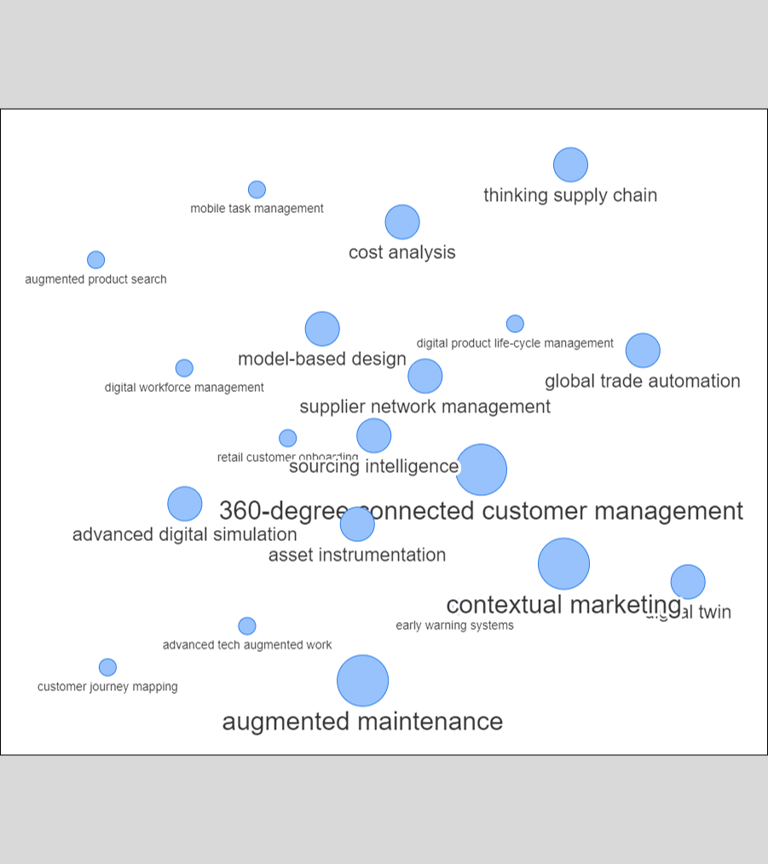 thinking supply chain
mobile task management
cost analysis
augmented product search
digital product life-cycle management
model-based design
global trade automation
digital workforce management
supplier network management
retail customer onboarding
sourcing intelligence
360-degree connected customer management
advanced digital simulation
asset instrumentation
contextual marketing
digital twin
early warning systems
advanced tech augmented work
customer journey mapping
augmented maintenance